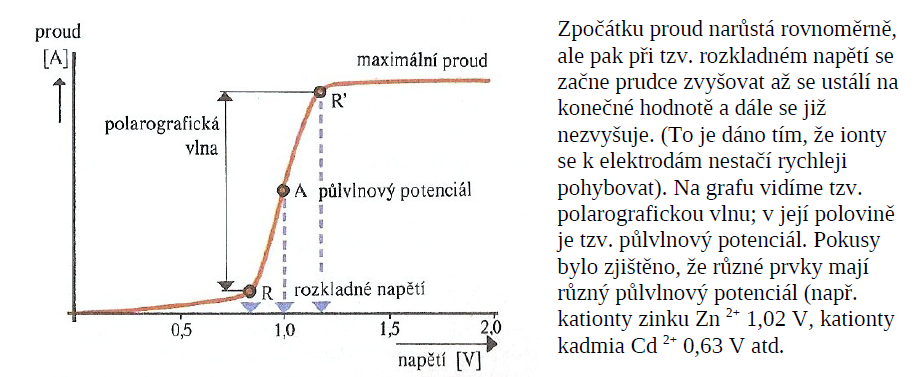 proud
[A]
maximální proud
R'
polarografická
vlna
A půlvlnový potenciál
R rozkladné napětí
0,5 1,0 1,5 2,0
napětí [V]
Zpočátku proud narůstá rovnoměrně,
ale pak při tzv. rozkladném napětí se
začne prudce zvyšovat až se ustálí na
konečné hodnotě a dále se již
nezvyšuje. (To je dáno tím, že ionty
se k elektrodám nestačí rychleji
pohybovat). Na grafu vidíme tzv.
polarografickou vlnu; v její polovině
je tzv. půlvlnový potenciál. Pokusy
bylo zjištěno, že různé prvky mají
různý půlvlnový potenciál (např.
kationty zinku Zn ²⁺ 1,02 V, kationty
kadmia Cd ²⁺ 0,63 V atd.